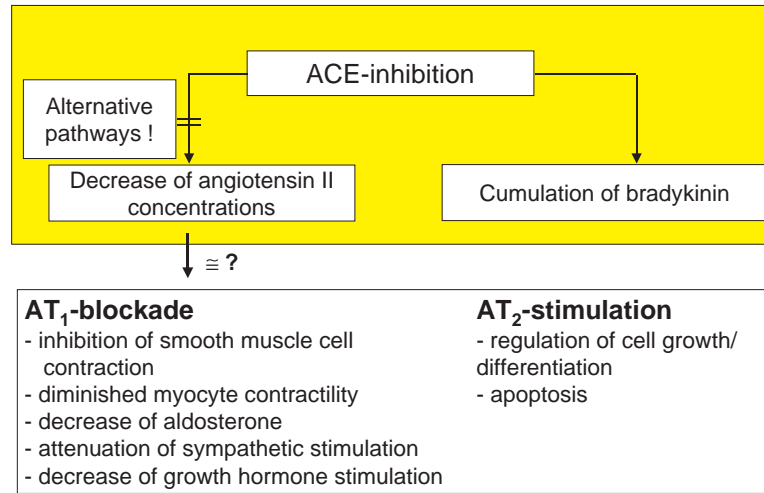 ACE-inhibition
Alternative
pathways !
Decrease of angiotensin II
concentrations
Cumulation of bradykinin
≅ ?
AT₁-blockade
- inhibition of smooth muscle cell
contraction
- diminished myocyte contractility
- decrease of aldosterone
- attenuation of sympathetic stimulation
- decrease of growth hormone stimulation
AT₂-stimulation
- regulation of cell growth/
differentiation
- apoptosis